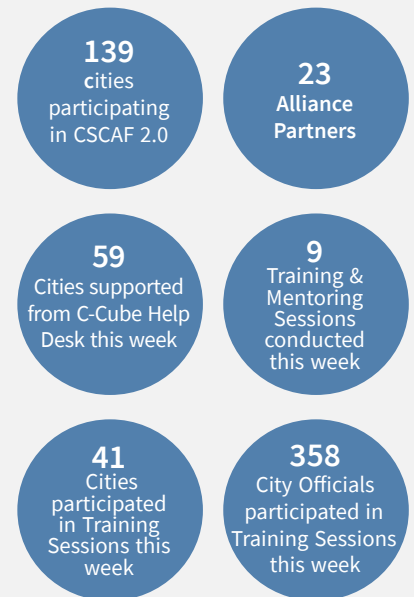 139
cities
participating
in CSCAF 2.0
23
Alliance
Partners
59
Cities supported
from C-Cube Help
Desk this week
9
Training &
Mentoring
Sessions
conducted
this week
41
Cities
participated
in Training
Sessions this
week
358
City Officials
participated in
Training Sessions
this week